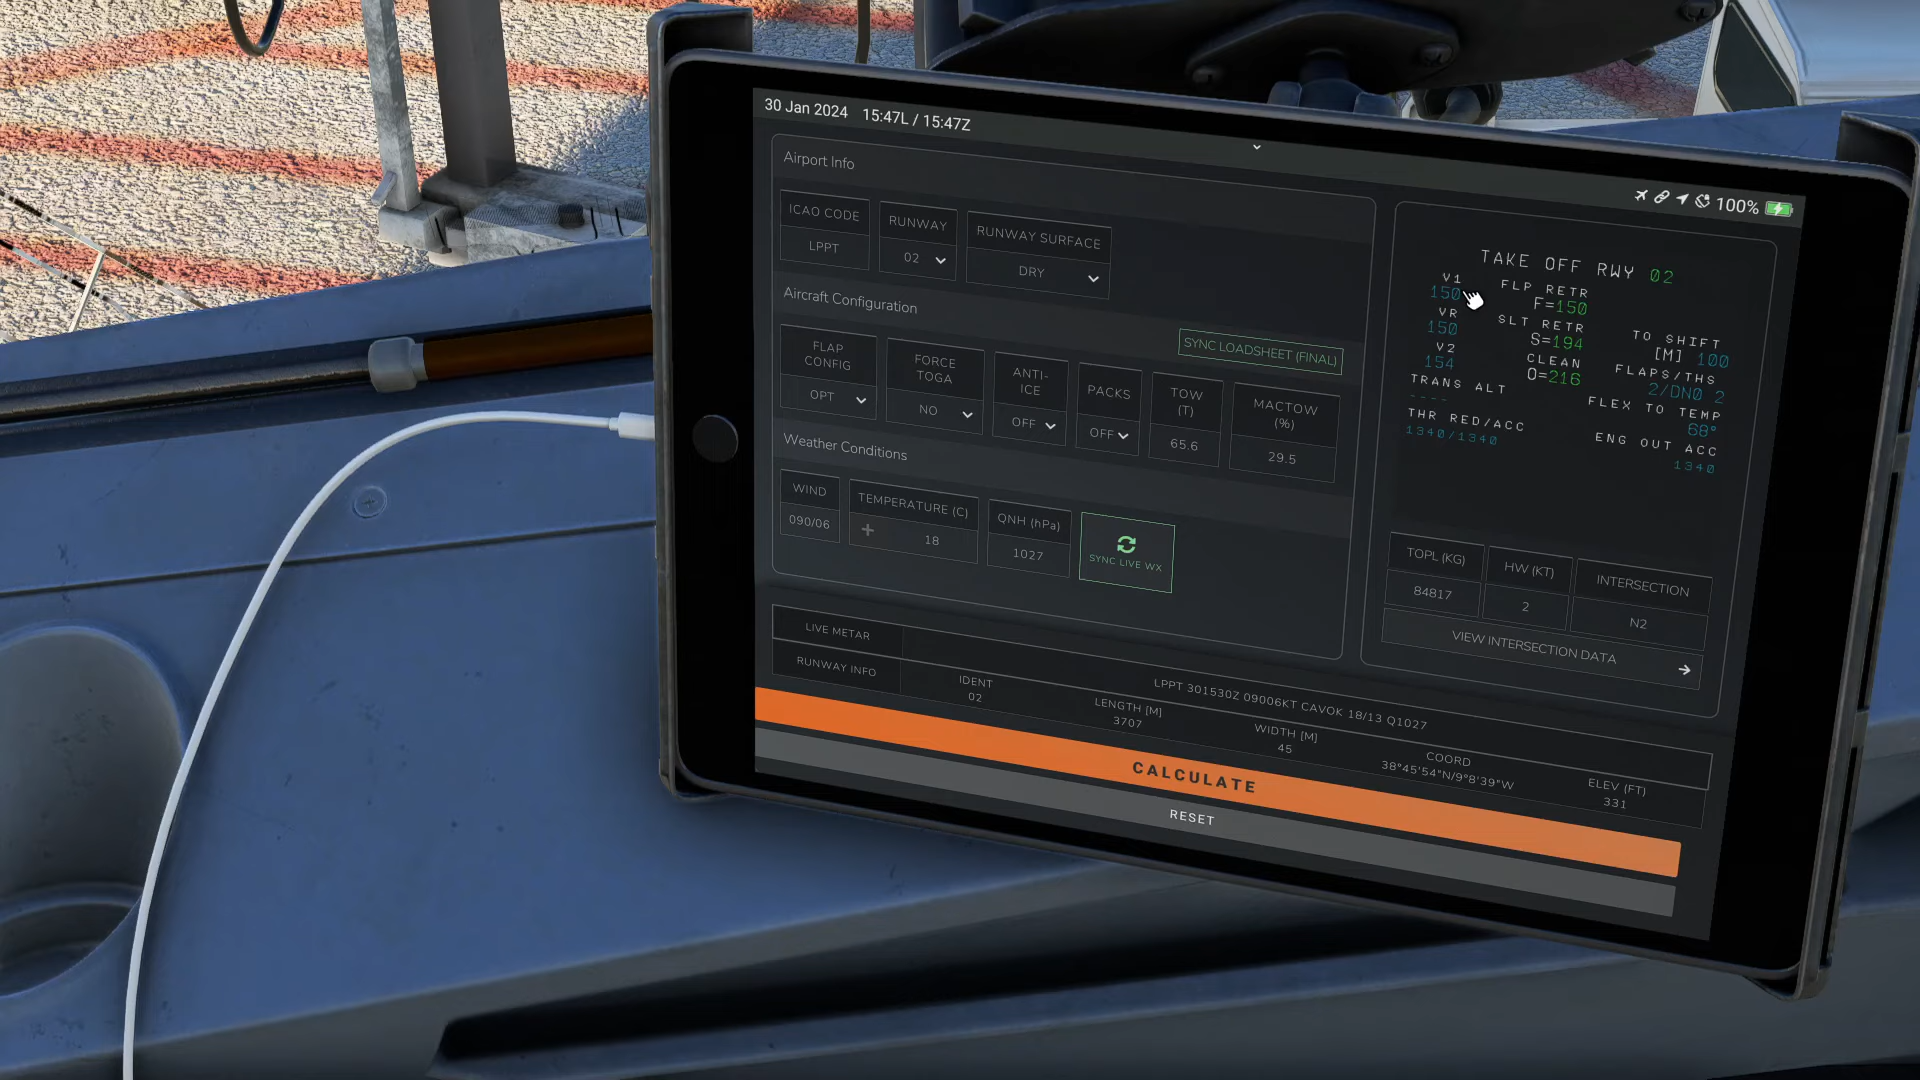 30 Jan 2024 15:47L / 15:47Z
100%
Airport Info
ICAO CODE
LPPT
RUNWAY
02
RUNWAY SURFACE
DRY
Aircraft Configuration
SYNC LOADSHEET (FINAL)
FLAP CONFIG
OPT
FORCE TOGA
NO
ANTI-ICE
OFF
PACKS
OFF
TOW (T)
65.6
MACTOW (%)
29.5
Weather Conditions
WIND
090/06
TEMPERATURE (C)
+ 18
QNH (hPa)
1027
SYNC LIVE WX
TAKE OFF RWY 02
V1
150
FLP RETR
F=150
VR
150
SLT RETR
S=194
TO SHIFT
[M] 100
V2
154
CLEAN
O=216
FLAPS/THS
2/DN0 2
TRANS ALT
----
FLEX TO TEMP
68°
THR RED/ACC
1340/1340
ENG OUT ACC
1340
TOPL (KG)
84817
HW (KT)
2
INTERSECTION
N2
VIEW INTERSECTION DATA
LIVE METAR
LPPT 301530Z 09006KT CAVOK 18/13 Q1027
RUNWAY INFO
IDENT
02
LENGTH [M]
3707
WIDTH [M]
45
COORD
38°45'54"N/9°8'39"W
ELEV (FT)
331
CALCULATE
RESET